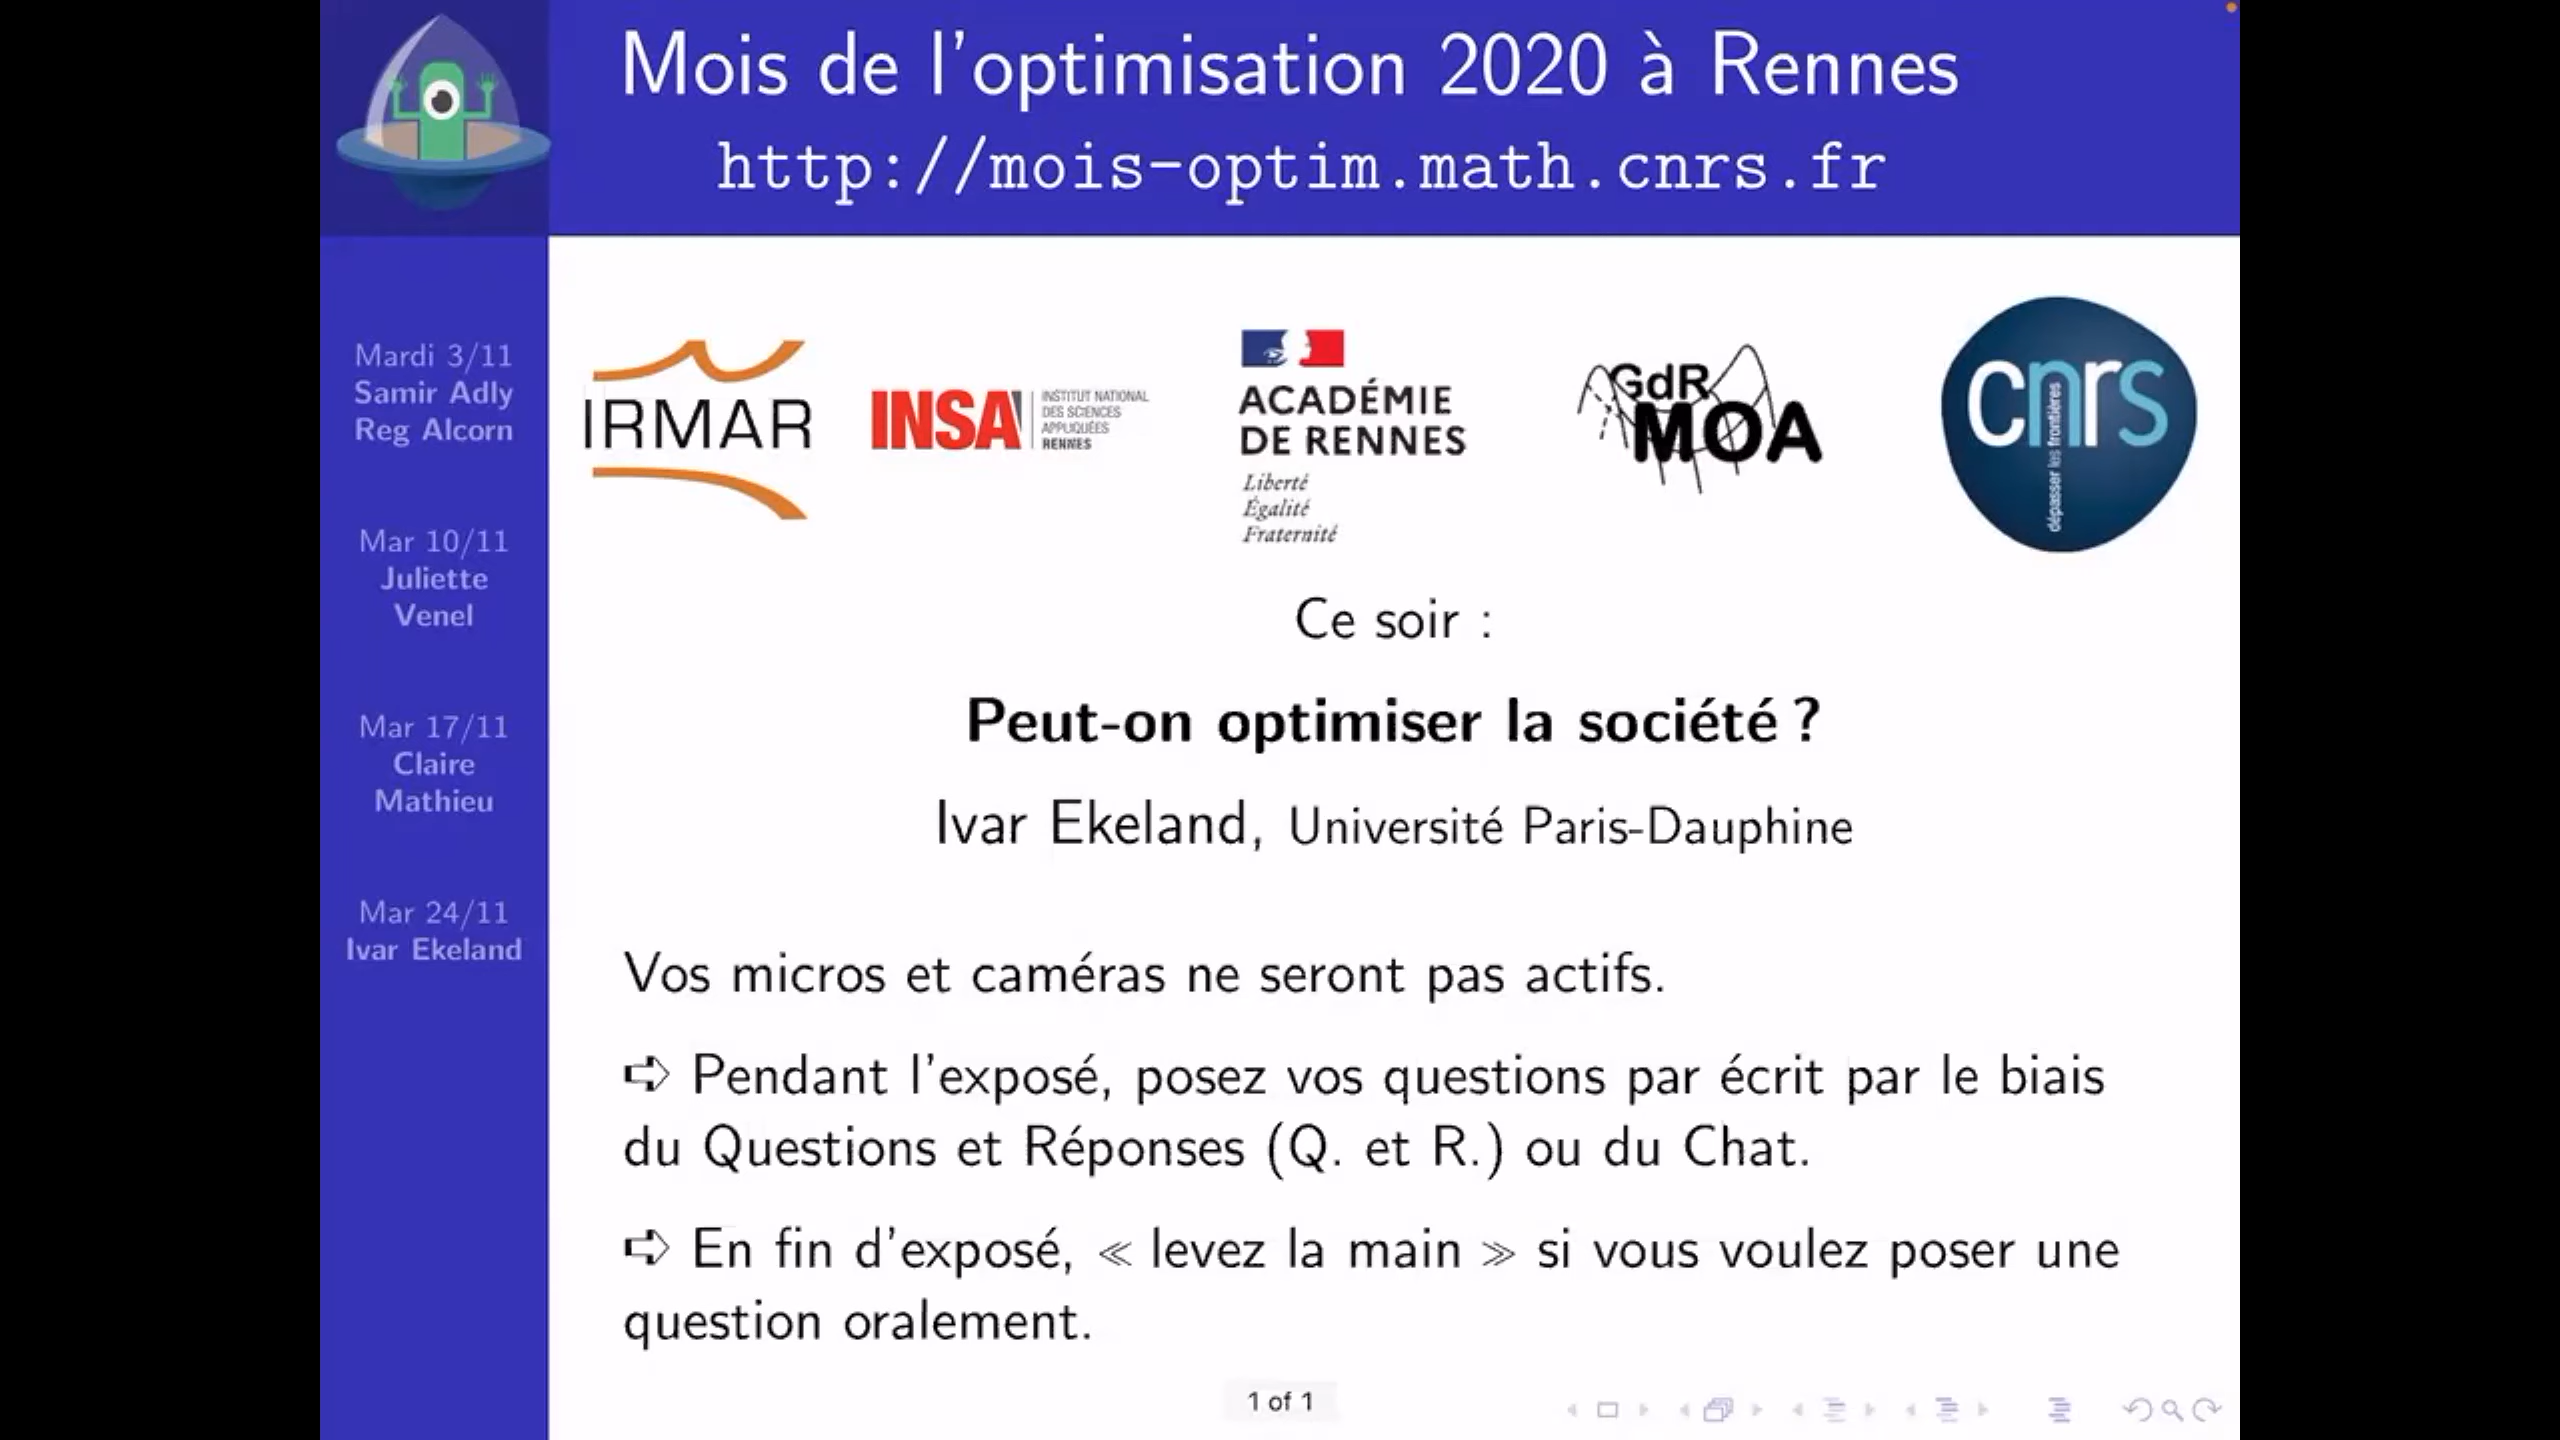 Mois de l'optimisation 2020 à Rennes
http://mois-optim.math.cnrs.fr
Mardi 3/11
Samir Adly
Reg Alcorn
Mar 10/11
Juliette
Venel
Mar 17/11
Claire
Mathieu
Mar 24/11
Ivar Ekeland
IRMAR
INSA
INSTITUT NATIONAL
DES SCIENCES
APPLIQUÉES
RENNES
ACADÉMIE
DE RENNES
Liberté
Égalité
Fraternité
GdR
MOA
cnrs
dépasser les frontières
Ce soir :
Peut-on optimiser la société ?
Ivar Ekeland, Université Paris-Dauphine
Vos micros et caméras ne seront pas actifs.
➪ Pendant l'exposé, posez vos questions par écrit par le biais
du Questions et Réponses (Q. et R.) ou du Chat.
➪ En fin d'exposé, ≪ levez la main ≫ si vous voulez poser une
question oralement.
1 of 1